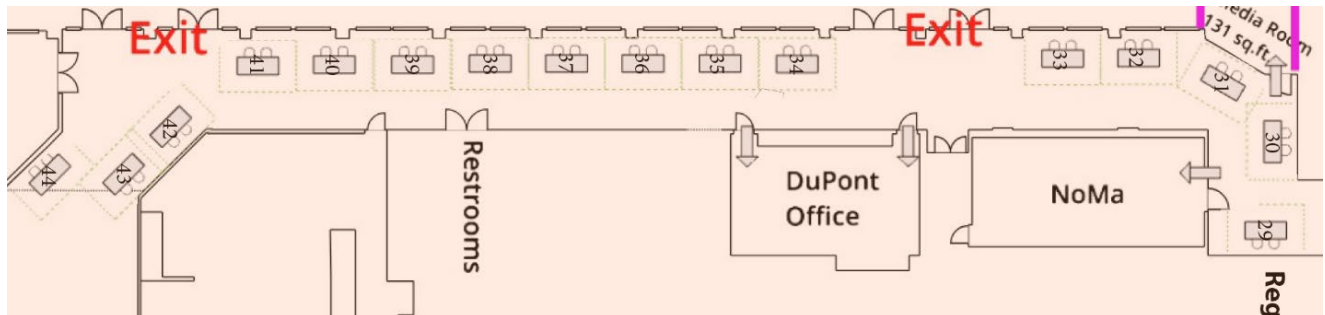 Exit
Exit
Media Room
131 sq.ft.
41
40
39
38
37
36
35
34
33
32
31
30
29
42
43
44
Restrooms
DuPont
Office
NoMa
Reg